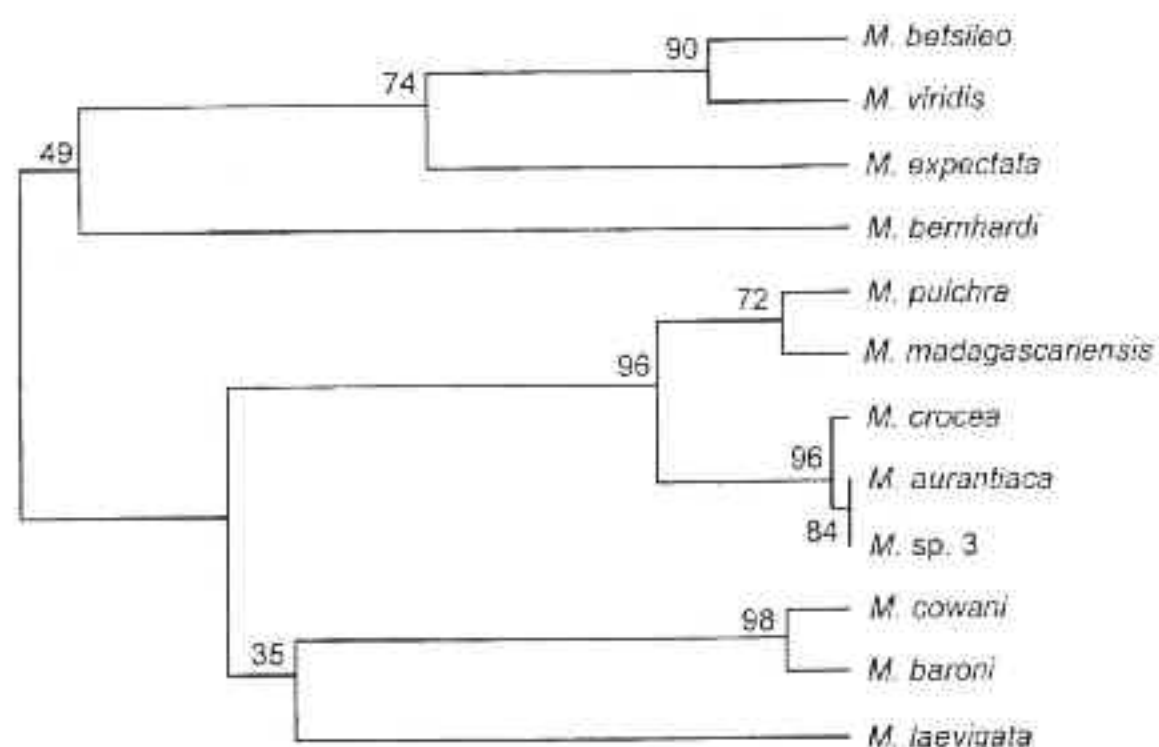 90
M. betsileo
M. viridis
74
M. expectata
49
M. bernhardi
72
M. pulchra
M. madagascariensis
96
M. crocea
96
M. aurantiaca
84
M. sp. 3
98
M. cowani
M. baroni
35
M. laevigata